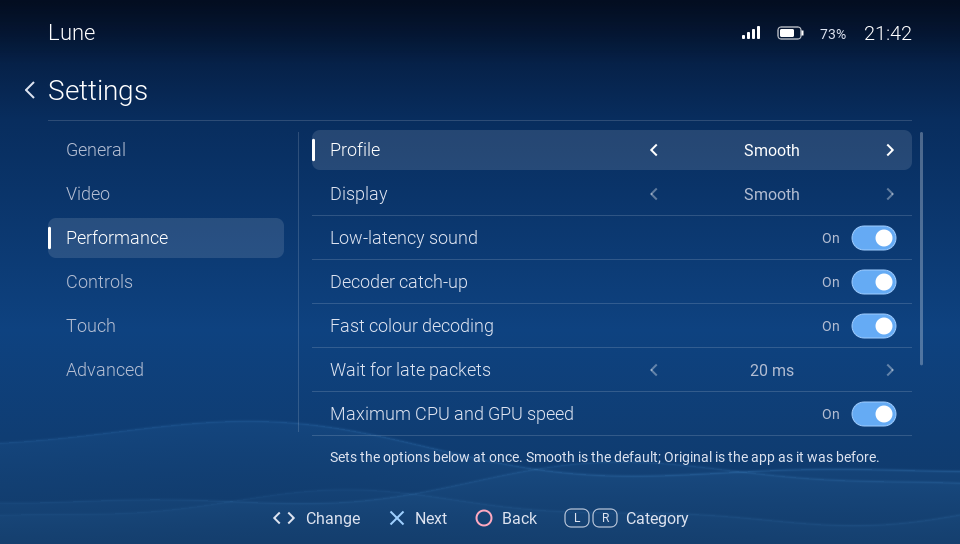 Lune
73% 21:42
Settings
General
Video
Performance
Controls
Touch
Advanced
Profile Smooth
Display Smooth
Low-latency sound On
Decoder catch-up On
Fast colour decoding On
Wait for late packets 20 ms
Maximum CPU and GPU speed On
Sets the options below at once. Smooth is the default; Original is the app as it was before.
Change Next Back L R Category